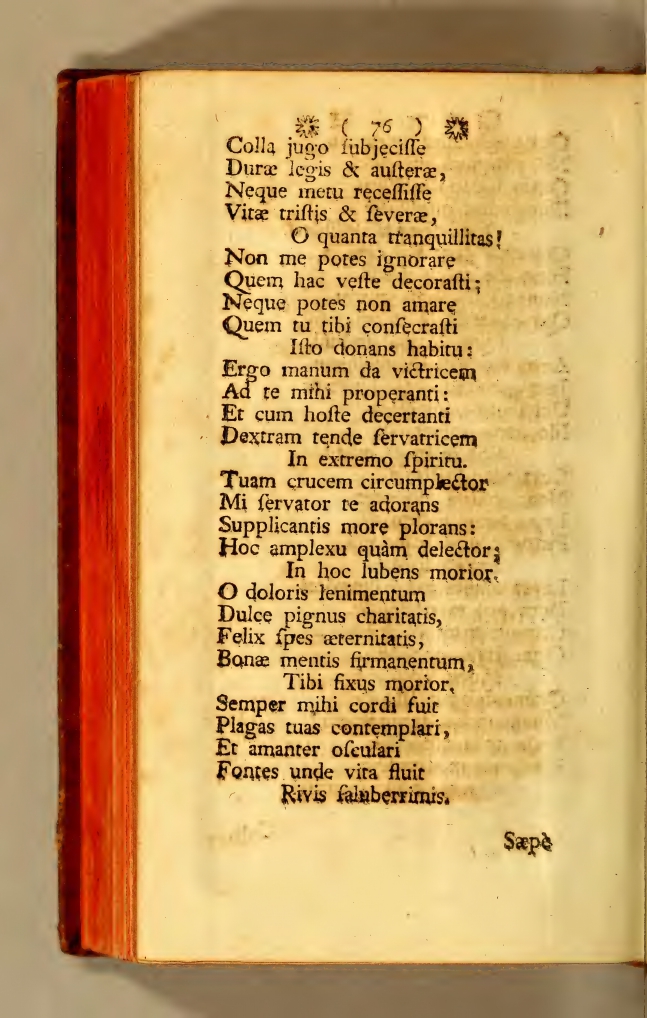 ( 76 )
Colla jugo ſubjeciſſe
Duræ legis & auſteræ,
Neque metu receſſiſſe
Vitæ triſtis & ſeveræ,
O quanta tranquillitas!
Non me potes ignorare
Quem hac veſte decoraſti;
Neque potes non amare
Quem tu tibi conſecraſti
Iſto donans habitu:
Ergo manum da victricem
Ad te mihi properanti:
Et cum hoſte decertanti
Dextram tende ſervatricem
In extremo ſpiritu.
Tuam crucem circumplector
Mi ſervator te adorans
Supplicantis more plorans:
Hoc amplexu quàm delector;
In hoc lubens morior.
O doloris lenimentum
Dulce pignus charitatis,
Felix ſpes æternitatis,
Bonæ mentis firmanentum,
Tibi fixus morior.
Semper mihi cordi fuit
Plagas tuas contemplari,
Et amanter oſculari
Fontes unde vita fluit
Rivis ſaluberrimis.
Sæpè